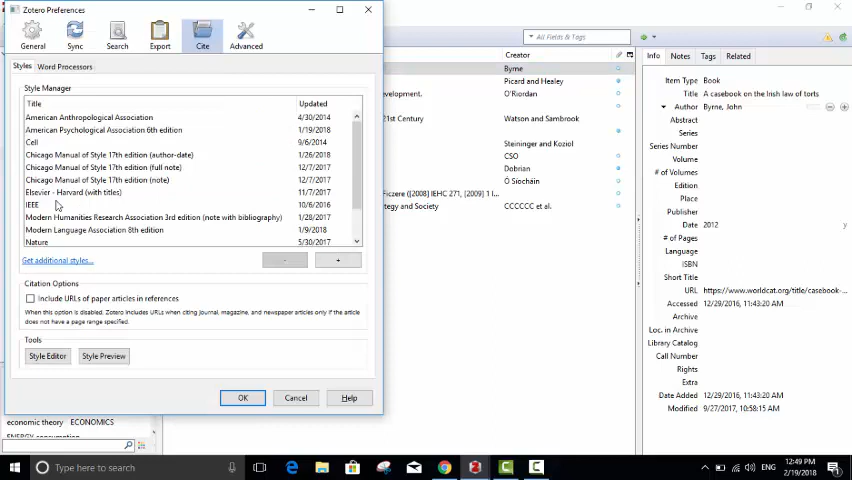 Zotero Preferences
General Sync Search Export Cite Advanced
Styles Word Processors
Style Manager
Title Updated
American Anthropological Association 4/30/2014
American Psychological Association 6th edition 1/19/2018
Cell 9/6/2014
Chicago Manual of Style 17th edition (author-date) 1/26/2018
Chicago Manual of Style 17th edition (full note) 12/7/2017
Chicago Manual of Style 17th edition (note) 12/7/2017
Elsevier - Harvard (with titles) 11/7/2017
IEEE 10/6/2016
Modern Humanities Research Association 3rd edition (note with bibliography) 1/28/2017
Modern Language Association 8th edition 1/9/2018
Nature 5/30/2017
Get additional styles...
- +
Citation Options
Include URLs of paper articles in references
When this option is disabled, Zotero includes URLs when citing journal, magazine, and newspaper articles only if the article
does not have a page range specified.
Tools
Style Editor Style Preview
OK Cancel Help
economic theory ECONOMICS
ENERGY consumption
All Fields & Tags
Creator
Byrne
Picard and Healey
development. O'Riordan
21st Century Watson and Sambrook
Steininger and Koziol
CSO
Dobrian
Ó Síocháin
Ficzere ([2008] IEHC 271, [2009] 1...
tegy and Society CCCCCC et al.
Info Notes Tags Related
Item Type Book
Title A casebook on the Irish law of torts
Author Byrne, John
Abstract
Series
Series Number
Volume
# of Volumes
Edition
Place
Publisher
Date 2012
# of Pages
Language
ISBN
Short Title
URL https://www.worldcat.org/title/casebook-...
Accessed 12/29/2016, 11:43:20 AM
Archive
Loc. in Archive
Library Catalog
Call Number
Rights
Extra
Date Added 12/29/2016, 11:43:20 AM
Modified 9/27/2017, 10:58:15 AM
Type here to search
ENG
12:49 PM
2/19/2018